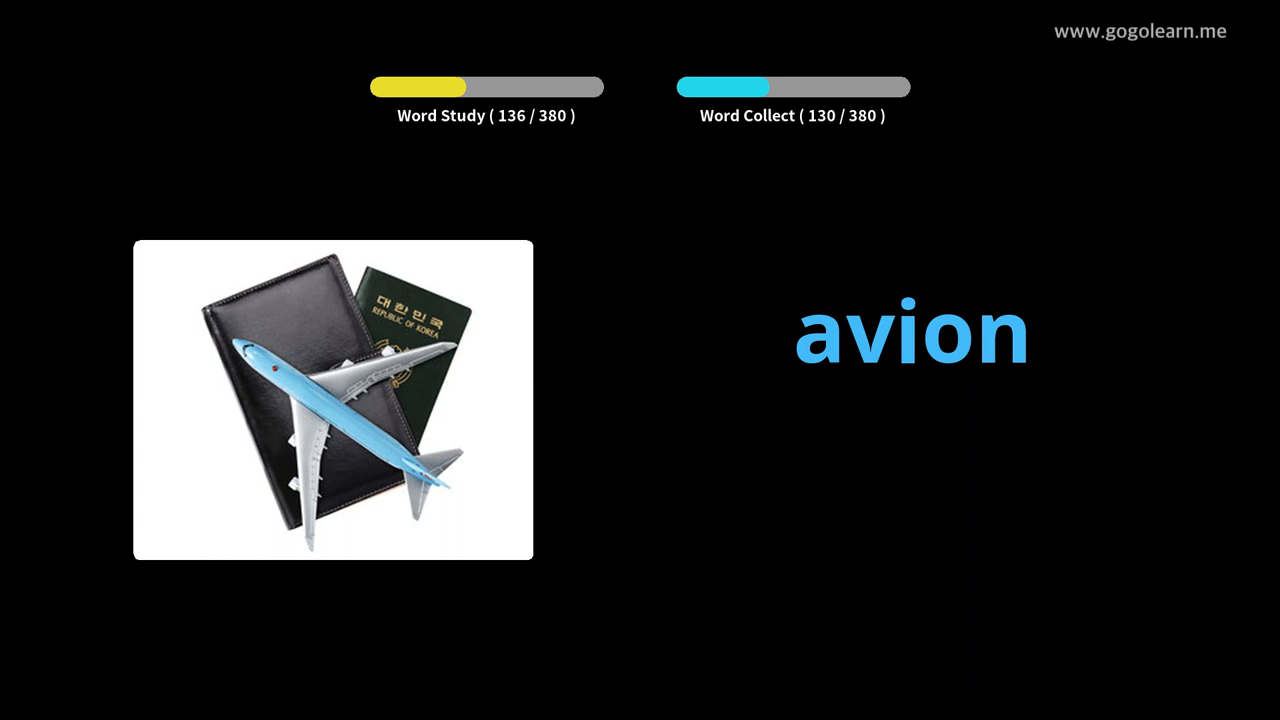 www.gogolearn.me
Word Study ( 136 / 380 )
Word Collect ( 130 / 380 )
대한민국
REPUBLIC OF KOREA
avion